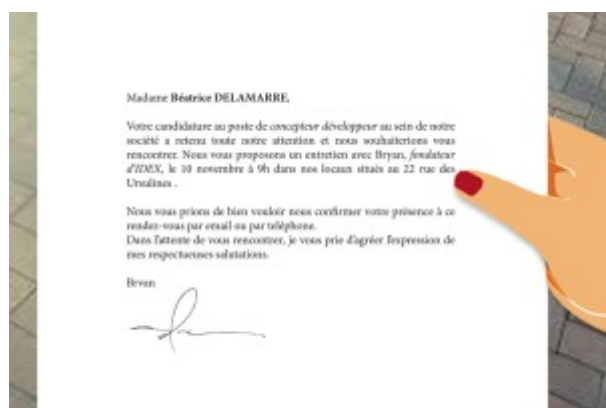 Madame Béatrice DELAMARRE,
Votre candidature au poste de concepteur développeur au sein de notre
société a retenu toute notre attention et nous souhaiterions vous
rencontrer. Nous vous proposons un entretien avec Bryan, fondateur
d'IDEX, le 10 novembre à 9h dans nos locaux situés au 22 rue des
Ursulines .
Nous vous prions de bien vouloir nous confirmer votre présence à ce
rendez-vous par email ou par téléphone.
Dans l'attente de vous rencontrer, je vous prie d'agréer l'expression de
mes respectueuses salutations.
Bryan